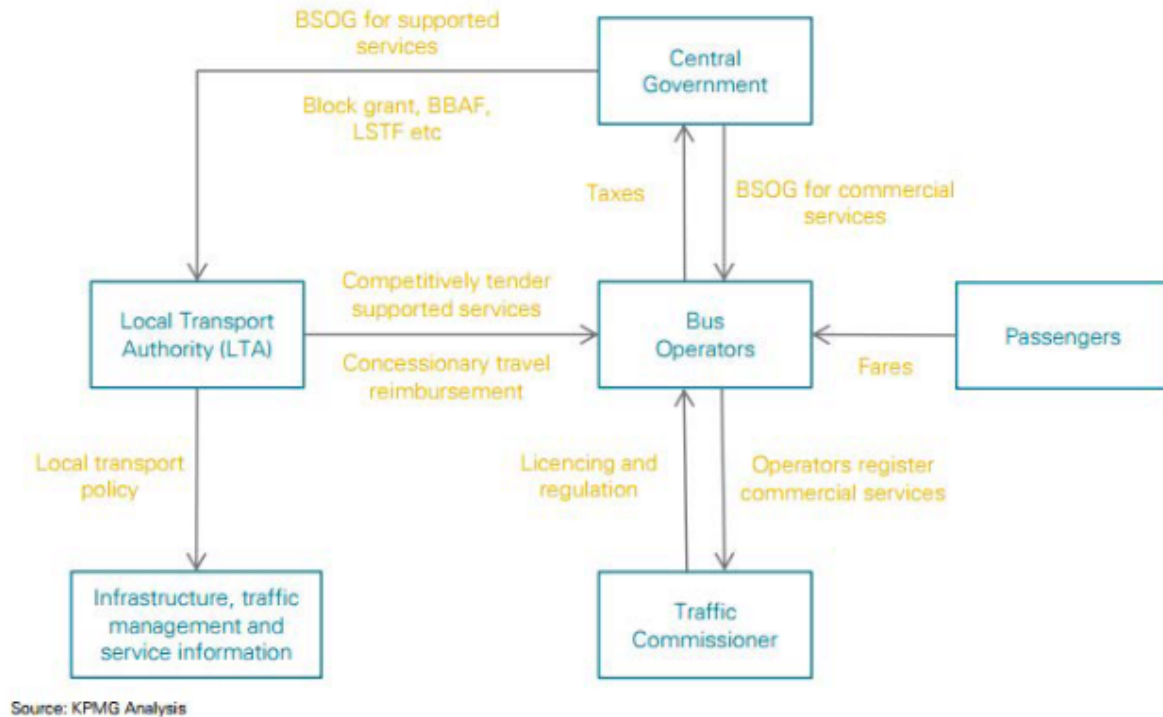 BSOG for supported
services
Central
Government
Block grant, BBAF,
LSTF etc
Taxes
BSOG for commercial
services
Local Transport
Authority (LTA)
Competitively tender
supported services
Concessionary travel
reimbursement
Bus
Operators
Passengers
Fares
Local transport
policy
Licencing and
regulation
Operators register
commercial services
Infrastructure, traffic
management and
service information
Traffic
Commissioner
Source: KPMG Analysis